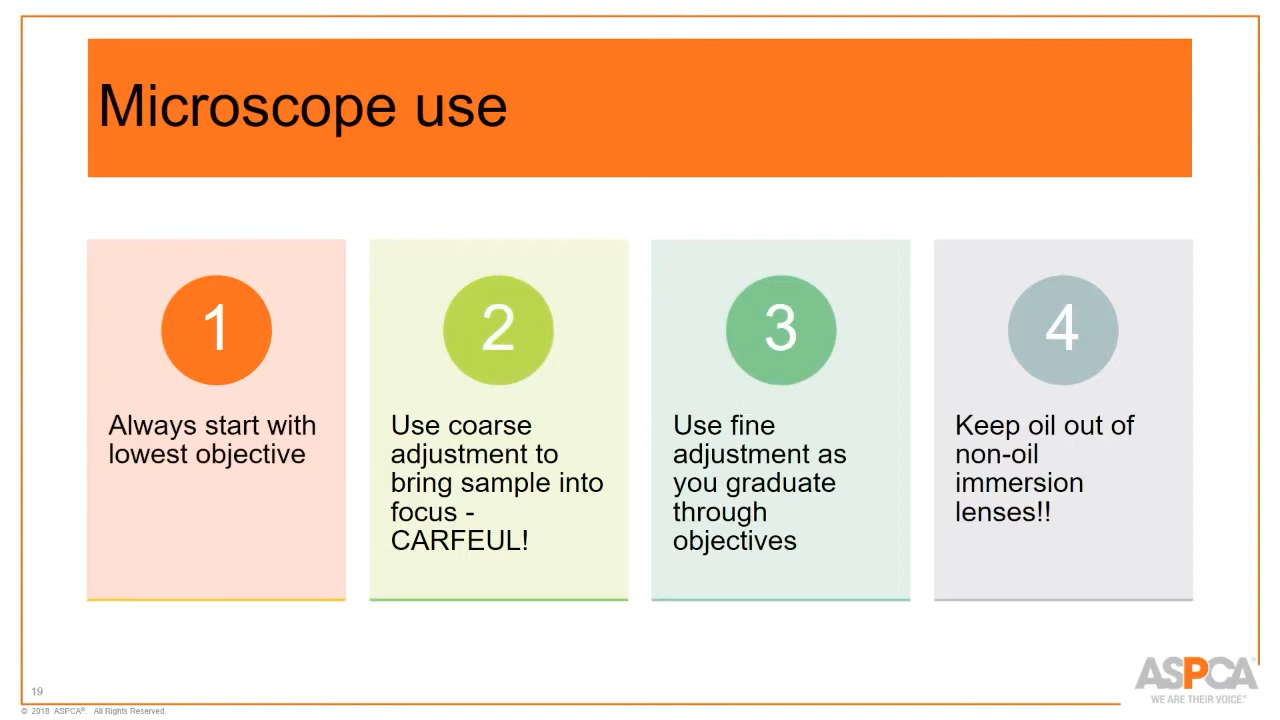 Microscope use
1
Always start with
lowest objective
2
Use coarse
adjustment to
bring sample into
focus -
CARFEUL!
3
Use fine
adjustment as
you graduate
through
objectives
4
Keep oil out of
non-oil
immersion
lenses!!
19
© 2018 ASPCA®. All Rights Reserved.
ASPCA®
WE ARE THEIR VOICE.®